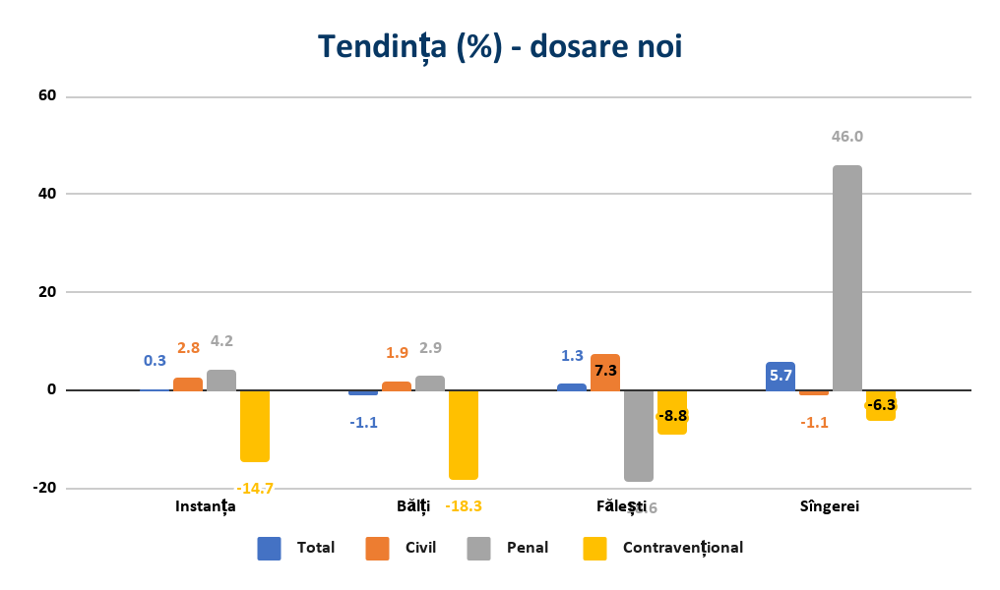 Tendința (%) - dosare noi
60
40
20
0
-20
0.3
2.8
4.2
-14.7
-1.1
1.9
2.9
-18.3
1.3
7.3
-8.8
5.7
-1.1
46.0
-6.3
Instanța
Bălți
Fălești
Sîngerei
Total
Civil
Penal
Contravențional